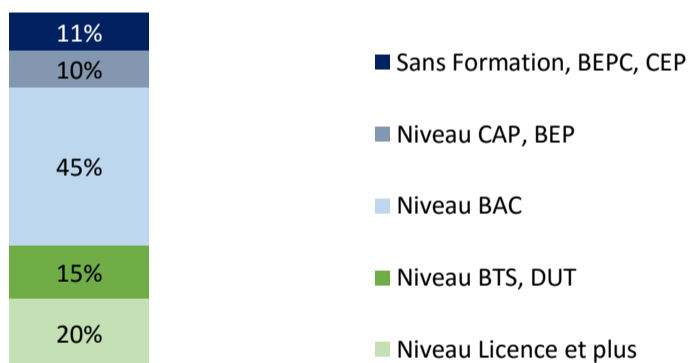 11%
10%
45%
15%
20%
Sans Formation, BEPC, CEP
Niveau CAP, BEP
Niveau BAC
Niveau BTS, DUT
Niveau Licence et plus